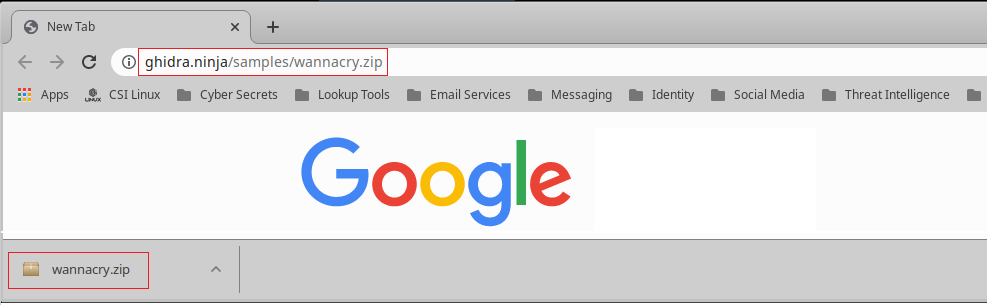 New Tab
ghidra.ninja/samples/wannacry.zip
Apps CSI Linux Cyber Secrets Lookup Tools Email Services Messaging Identity Social Media Threat Intelligence
Google
wannacry.zip